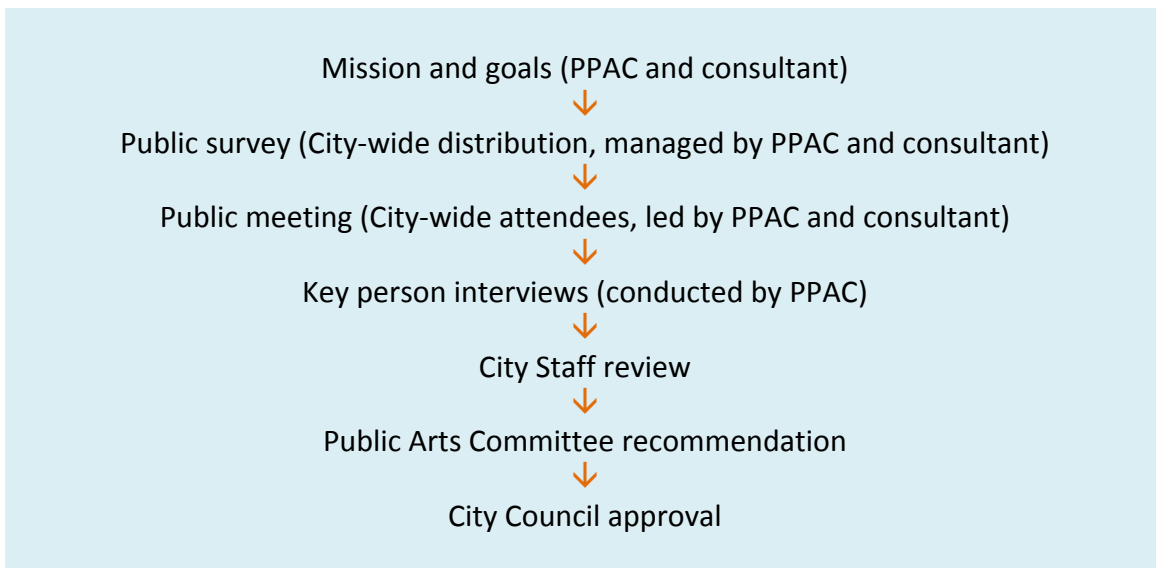 Mission and goals (PPAC and consultant)
↓
Public survey (City-wide distribution, managed by PPAC and consultant)
↓
Public meeting (City-wide attendees, led by PPAC and consultant)
↓
Key person interviews (conducted by PPAC)
↓
City Staff review
↓
Public Arts Committee recommendation
↓
City Council approval